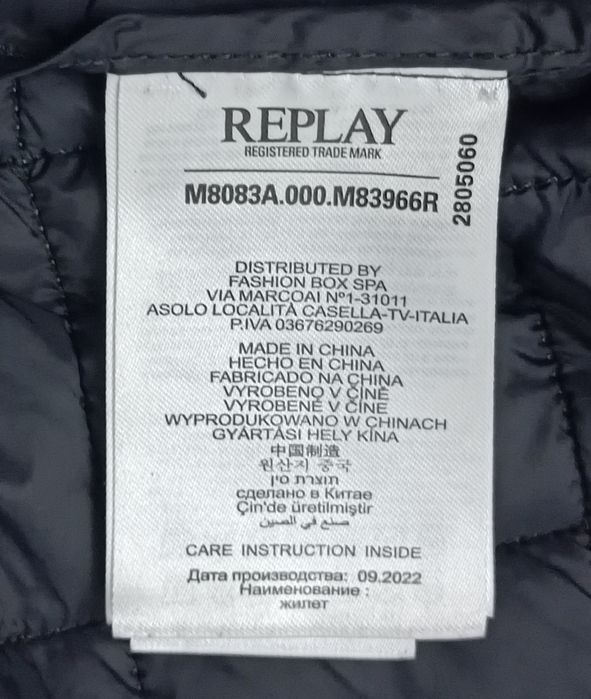 REPLAY
REGISTERED TRADE MARK
M8083A.000.M83966R
2805060
DISTRIBUTED BY
FASHION BOX SPA
VIA MARCOAI Nº1-31011
ASOLO LOCALITÀ CASELLA-TV-ITALIA
P.IVA 03676290269
MADE IN CHINA
HECHO EN CHINA
FABRICADO NA CHINA
VYROBENO V ČÍNĚ
VYROBENÉ V ČÍNE
WYPRODUKOWANO W CHINACH
GYÁRTÁSI HELY KÍNA
中国制造
원산지 중국
תוצרת סין
сделано в Китае
Çin'de üretilmiştir
صنع في الصين
CARE INSTRUCTION INSIDE
Дата производства: 09.2022
Наименование :
жилет